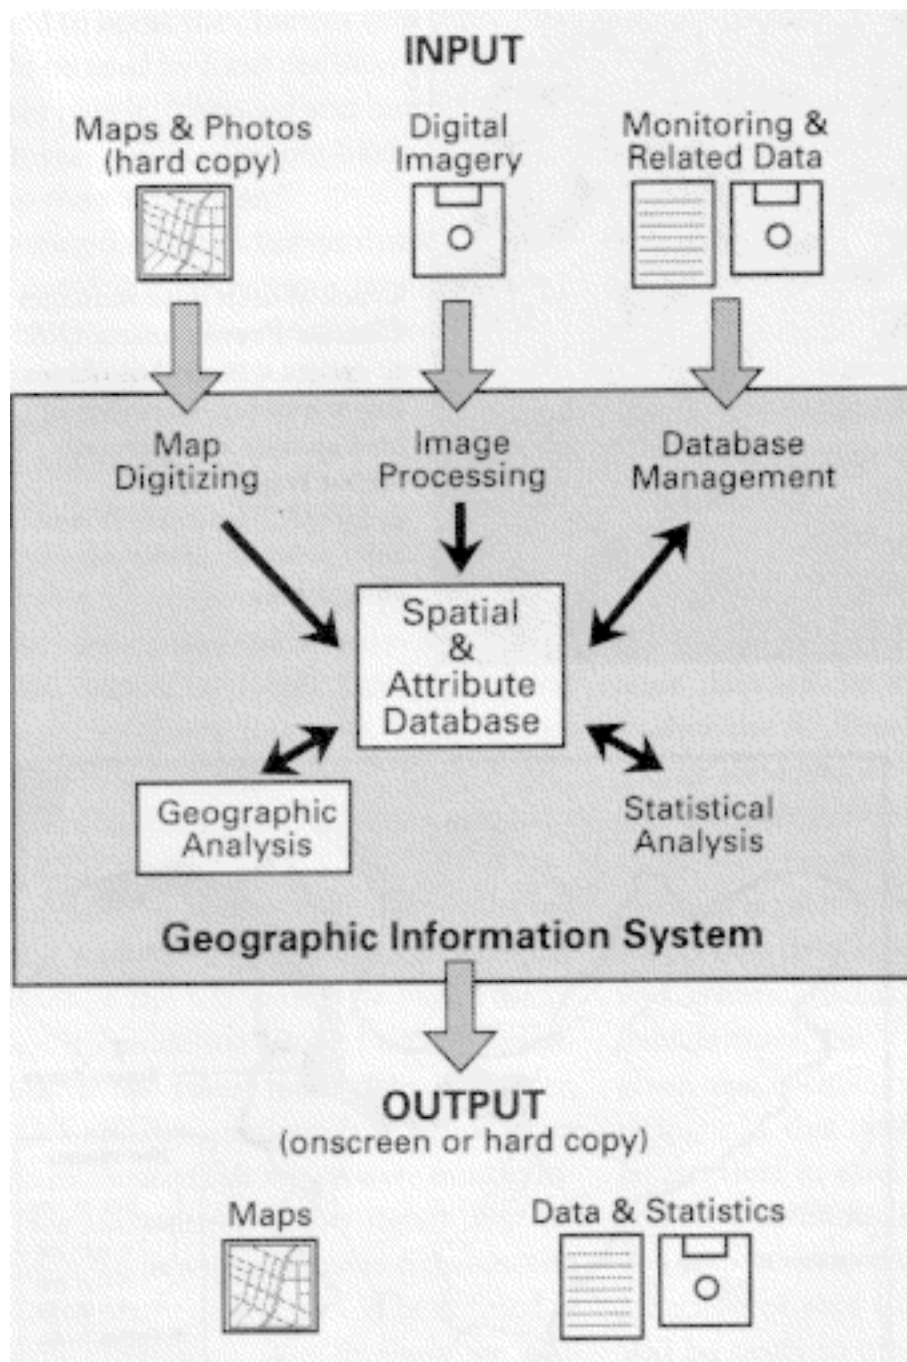 INPUT
Maps & Photos
(hard copy)
Digital
Imagery
Monitoring &
Related Data
Map
Digitizing
Image
Processing
Database
Management
Spatial
&
Attribute
Database
Geographic
Analysis
Statistical
Analysis
Geographic Information System
OUTPUT
(onscreen or hard copy)
Maps
Data & Statistics